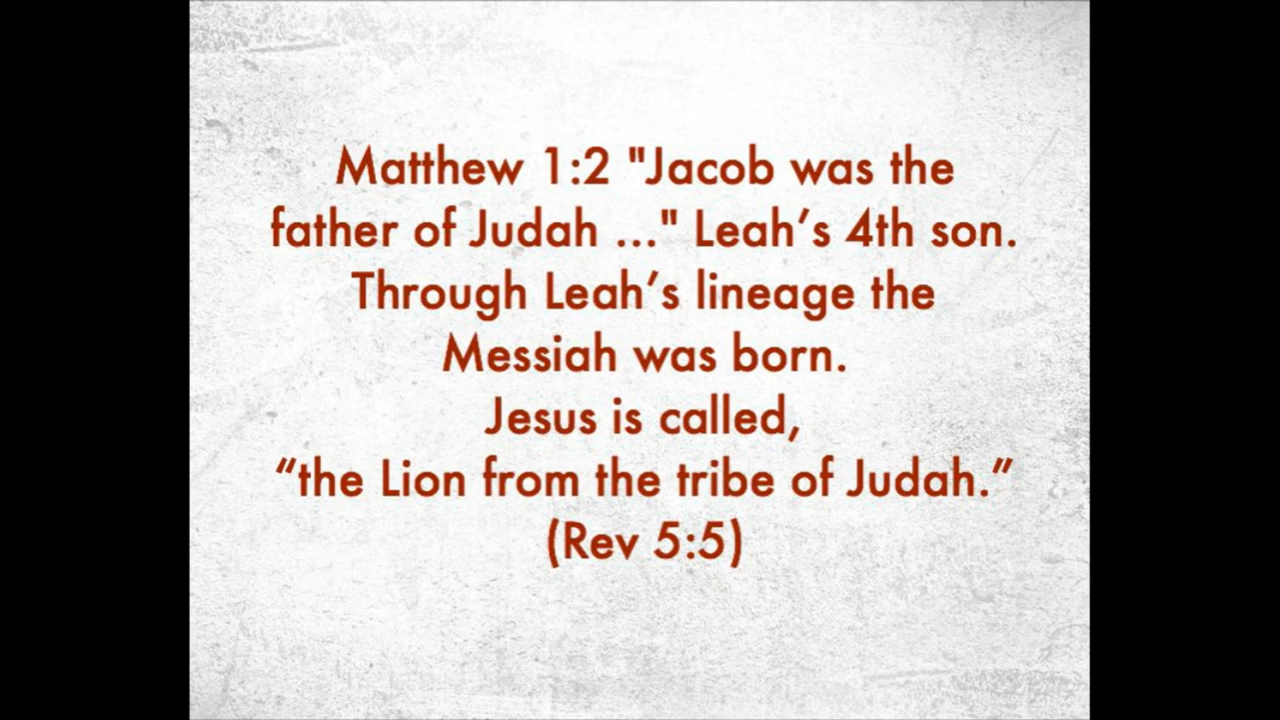 Matthew 1:2 "Jacob was the
father of Judah ..." Leah’s 4th son.
Through Leah’s lineage the
Messiah was born.
Jesus is called,
“the Lion from the tribe of Judah.”
(Rev 5:5)